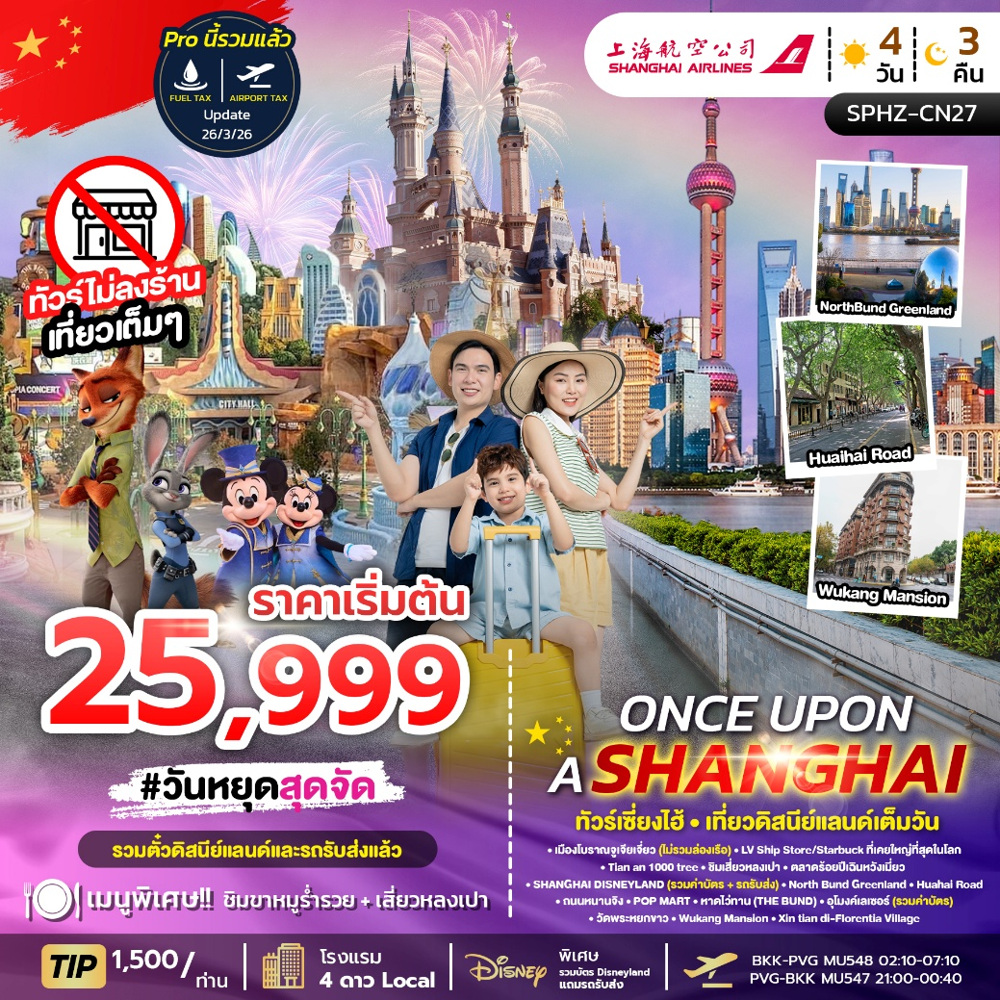 Pro นี้รวมแล้ว
FUEL TAX
AIRPORT TAX
Update
26/3/26
上海航空公司
SHANGHAI AIRLINES
4
วัน
3
คืน
SPHZ-CN27
ทัวร์ไม่ลงร้าน
เที่ยวเต็มๆ
NorthBund Greenland
Huaihai Road
Wukang Mansion
CITY HALL
ราคาเริ่มต้น
25,999
#วันหยุดสุดจัด
รวมตั๋วดิสนีย์แลนด์และรถรับส่งแล้ว
เมนูพิเศษ!! ชิมขาหมูร่ำรวย + เสี่ยวหลงเปา
ONCE UPON
A SHANGHAI
ทัวร์เซี่ยงไฮ้ • เที่ยวดิสนีย์แลนด์เต็มวัน
• เมืองโบราณจูเจียเจี่ยว (ไม่รวมล่องเรือ) • LV Ship Store/Starbuck ที่เคยใหญ่ที่สุดในโลก
• Tian an 1000 tree • ชิมเสี่ยวหลงเปา • ตลาดร้อยปีเฉินหวังเมี่ยว
• SHANGHAI DISNEYLAND (รวมค่าบัตร + รถรับส่ง) • North Bund Greenland • Huahai Road
• ถนนหนานจิง • POP MART • หาดไว่ทาน (THE BUND) • อุโมงค์เลเซอร์ (รวมค่าบัตร)
• วัดพระหยกขาว • Wukang Mansion • Xin tian di-Florentia Village
TIP 1,500/ท่าน
โรงแรม
4 ดาว Local
Disney
พิเศษ
รวมบัตร Disneyland
แถมรถรับส่ง
BKK-PVG MU548 02:10-07:10
PVG-BKK MU547 21:00-00:40